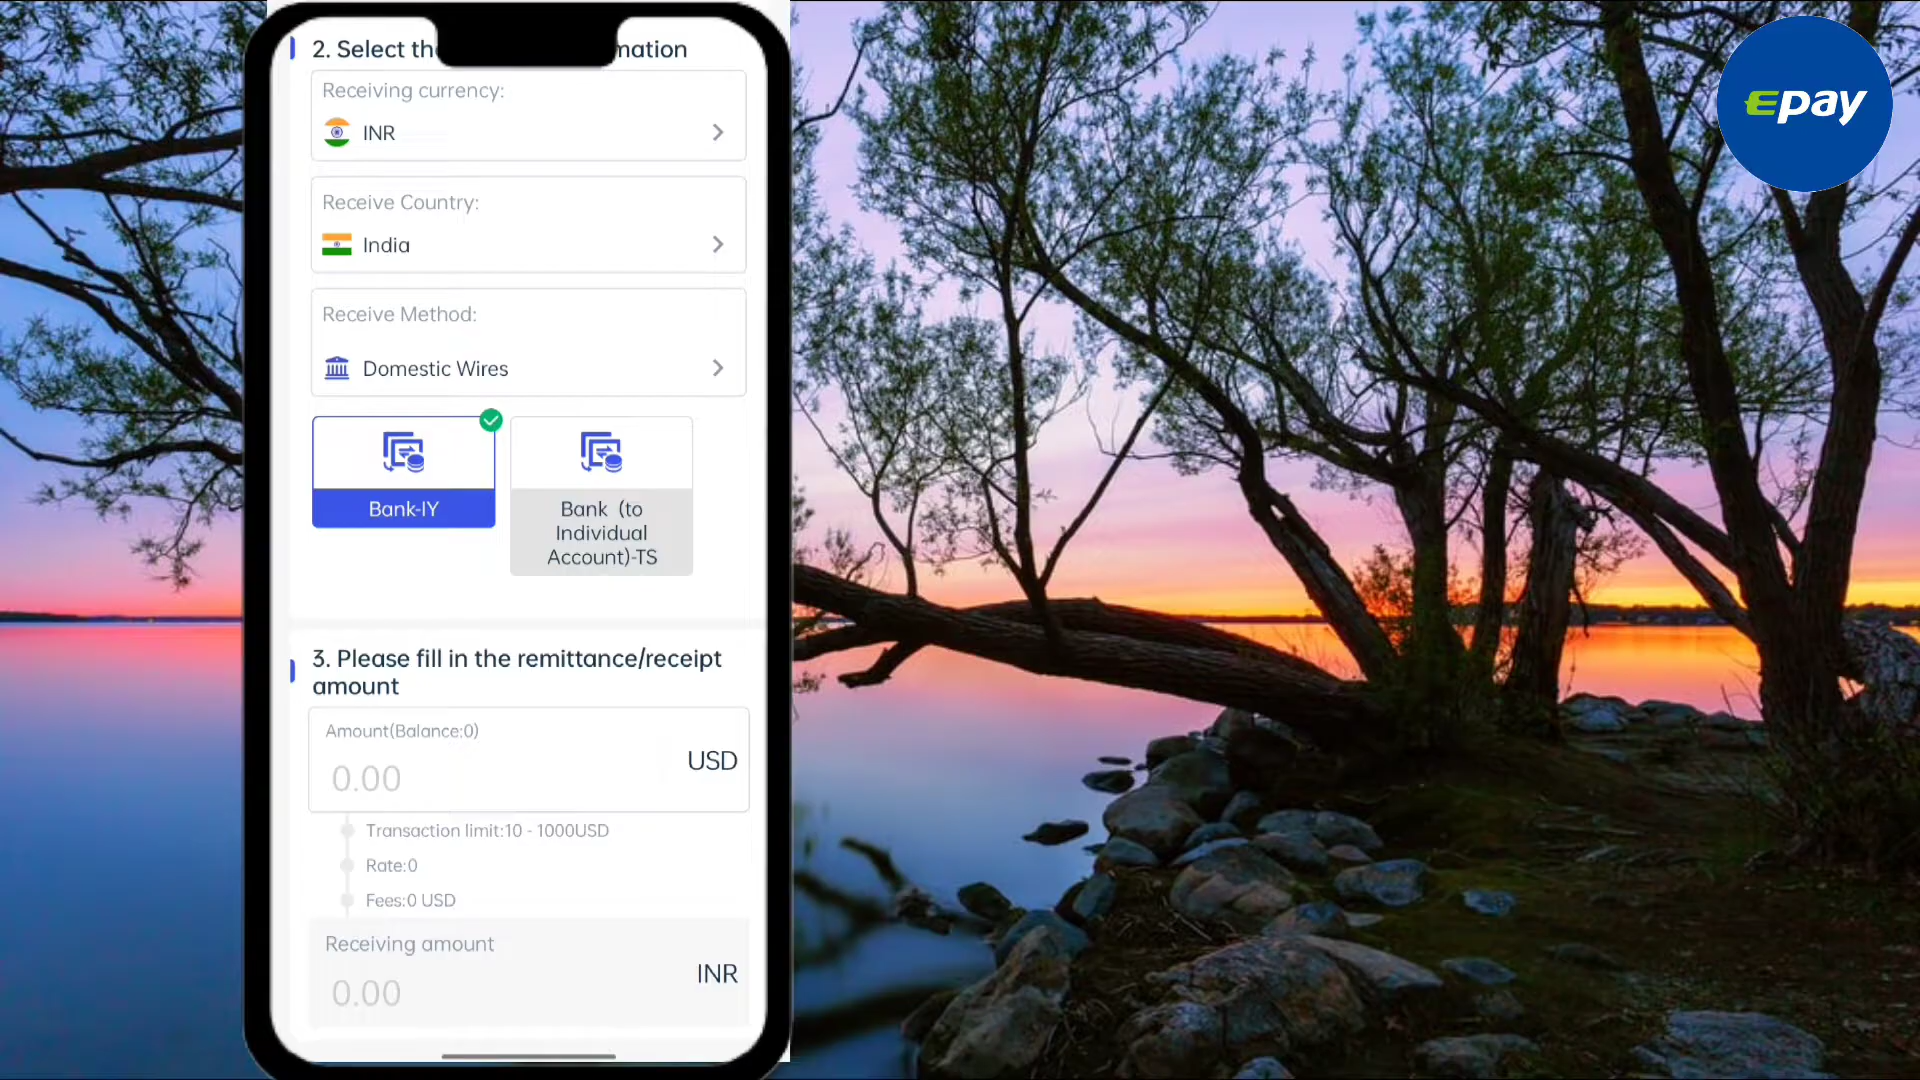 2. Select th mation
Receiving currency:
INR
Receive Country:
India
Receive Method:
Domestic Wires
Bank-IY
Bank (to
Individual
Account)-TS
3. Please fill in the remittance/receipt
amount
Amount(Balance:0)
0.00
USD
Transaction limit:10 - 1000USD
Rate:0
Fees:0 USD
Receiving amount
0.00
INR
Epay